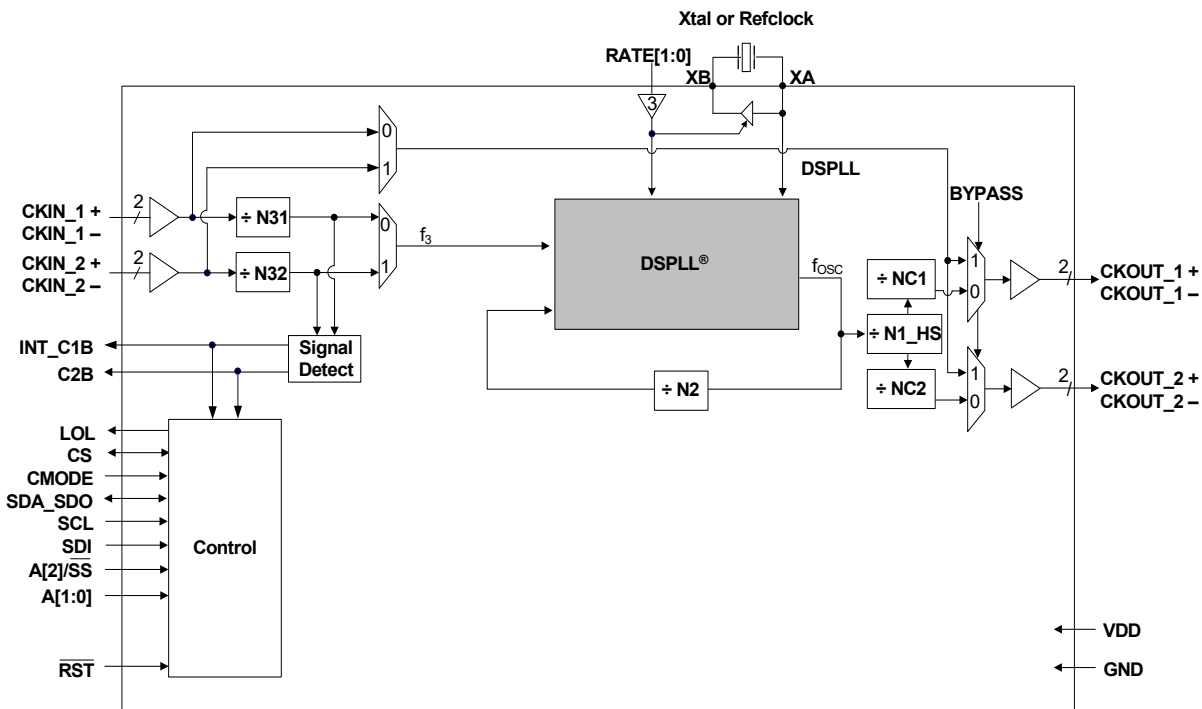 Xtal or Refclock
RATE[1:0]
XB
XA
3
0
1
DSPLL
BYPASS
2
CKIN_1 +
CKIN_1 –
÷ N31
0
1
f3
2
CKIN_2 +
CKIN_2 –
÷ N32
DSPLL®
fOSC
÷ NC1
1
0
2
CKOUT_1 +
CKOUT_1 –
÷ N1_HS
INT_C1B
C2B
Signal
Detect
÷ N2
÷ NC2
1
0
2
CKOUT_2 +
CKOUT_2 –
LOL
CS
CMODE
SDA_SDO
SCL
SDI
A[2]/SS
A[1:0]
RST
Control
VDD
GND